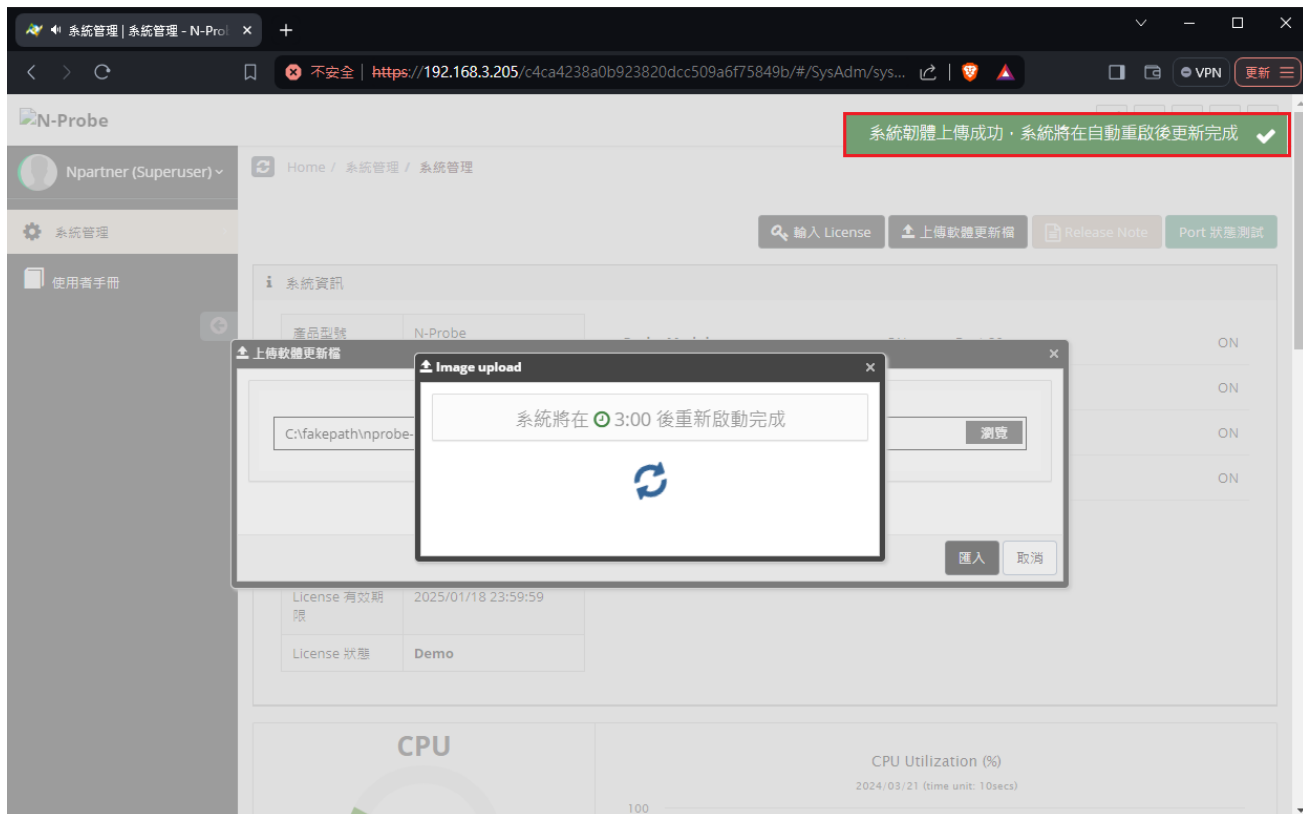 系統管理 | 系統管理 - N-Prol
不安全 | https://192.168.3.205/c4ca4238a0b923820dcc509a6f75849b/#/SysAdm/sys...
VPN
更新
N-Probe
系統韌體上傳成功，系統將在自動重啟後更新完成
Npartner (Superuser)
Home / 系統管理 / 系統管理
系統管理
輸入 License
上傳軟體更新檔
Release Note
Port 狀態測試
使用者手冊
系統資訊
產品型號 N-Probe
ON
上傳軟體更新檔
Image upload
ON
系統將在 3:00 後重新啟動完成
C:\fakepath\nprobe-
瀏覽
ON
ON
匯入
取消
License 有效期
限
2025/01/18 23:59:59
License 狀態 Demo
CPU
CPU Utilization (%)
2024/03/21 (time unit: 10secs)
100